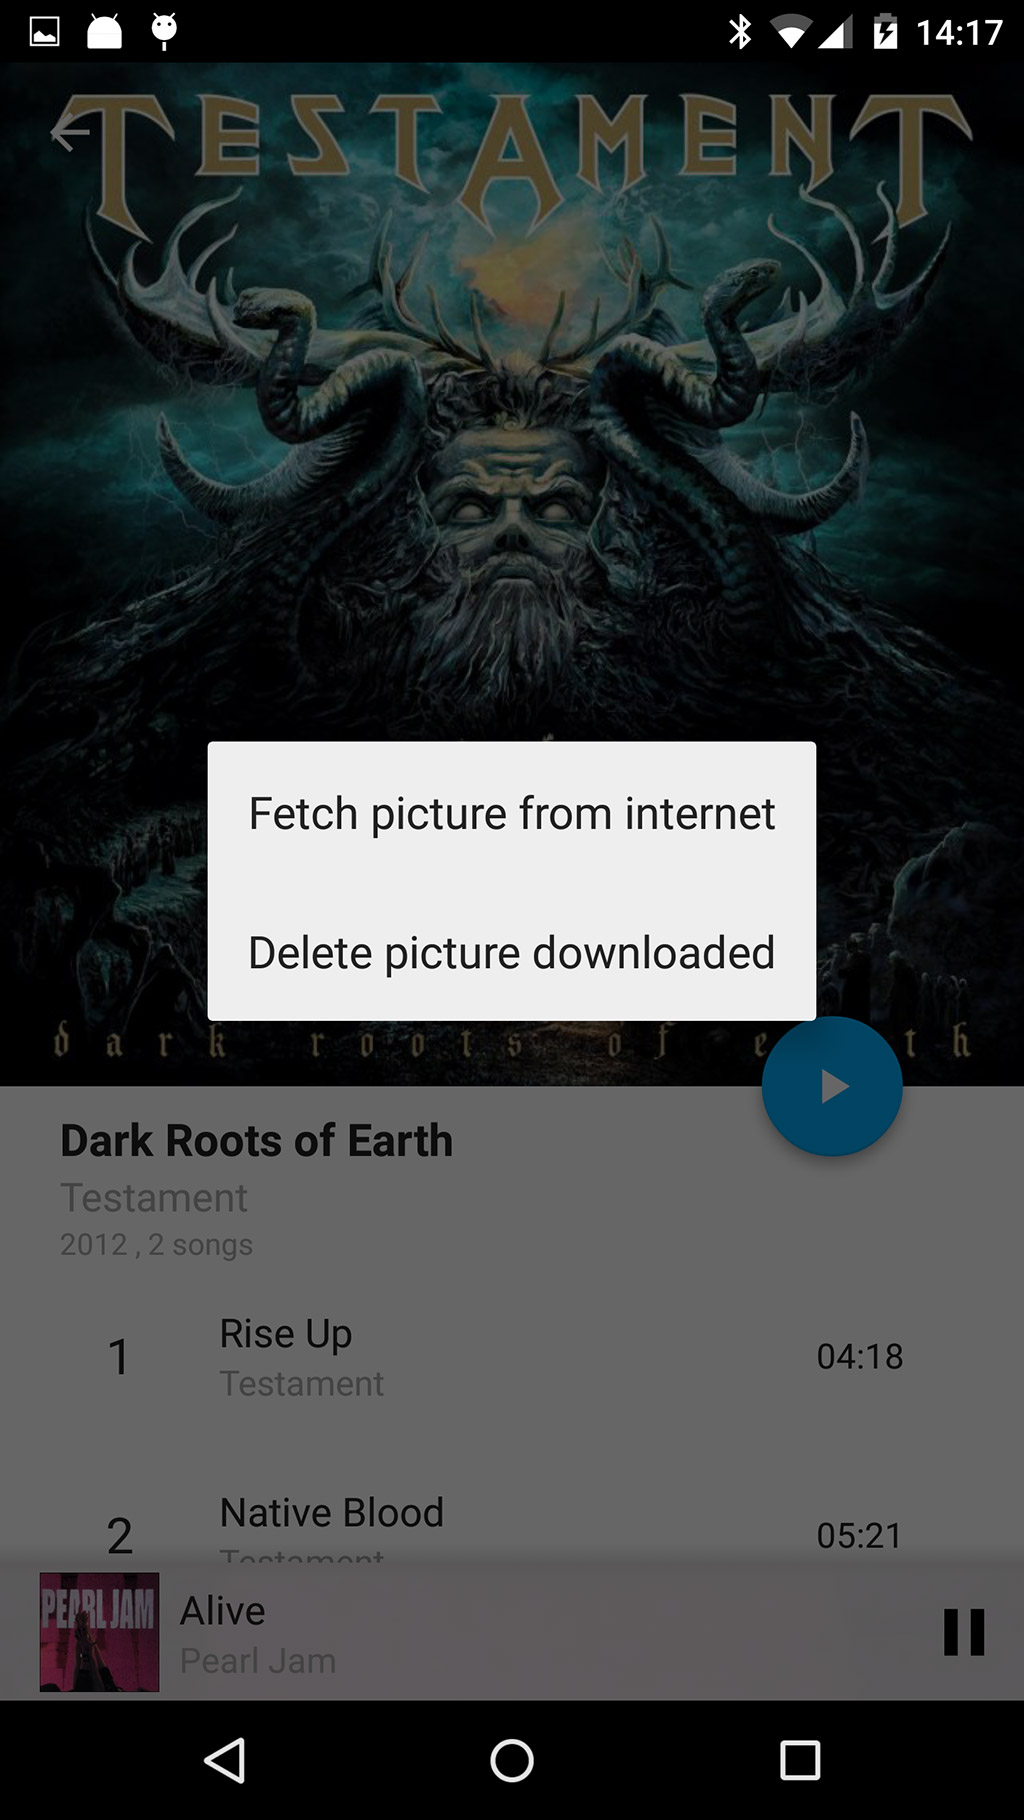 14:17
TESTAMENT
Fetch picture from internet
Delete picture downloaded
dark roots of e th
Dark Roots of Earth
Testament
2012 , 2 songs
1
Rise Up
Testament
04:18
2
Native Blood
Testament
05:21
PEARL JAM
Alive
Pearl Jam